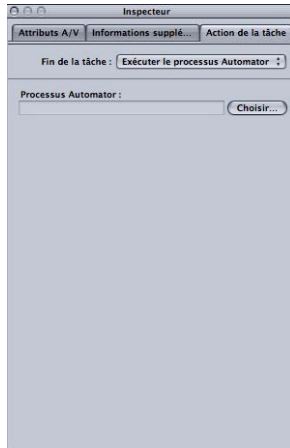 Inspecteur
Attributs A/V Informations supplé... Action de la tâche
Fin de la tâche : Exécuter le processus Automator
Processus Automator :
Choisir...